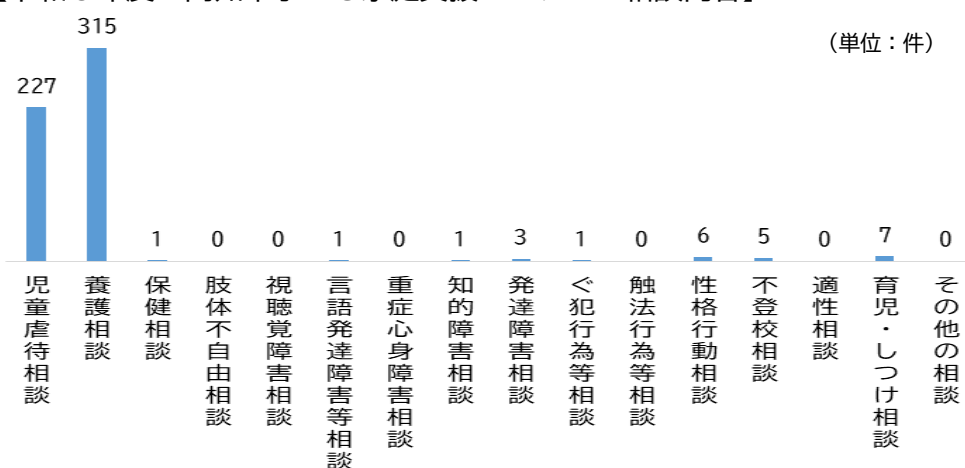 （単位：件）
227
315
1
0
0
1
0
1
3
1
0
6
5
0
7
0
児童虐待相談
養護相談
保健相談
肢体不自由相談
視聴覚障害相談
言語発達障害等相談
重症心身障害相談
知的障害相談
発達障害相談
ぐ犯行為等相談
触法行為等相談
性格行動相談
不登校相談
適性相談
育児・しつけ相談
その他の相談